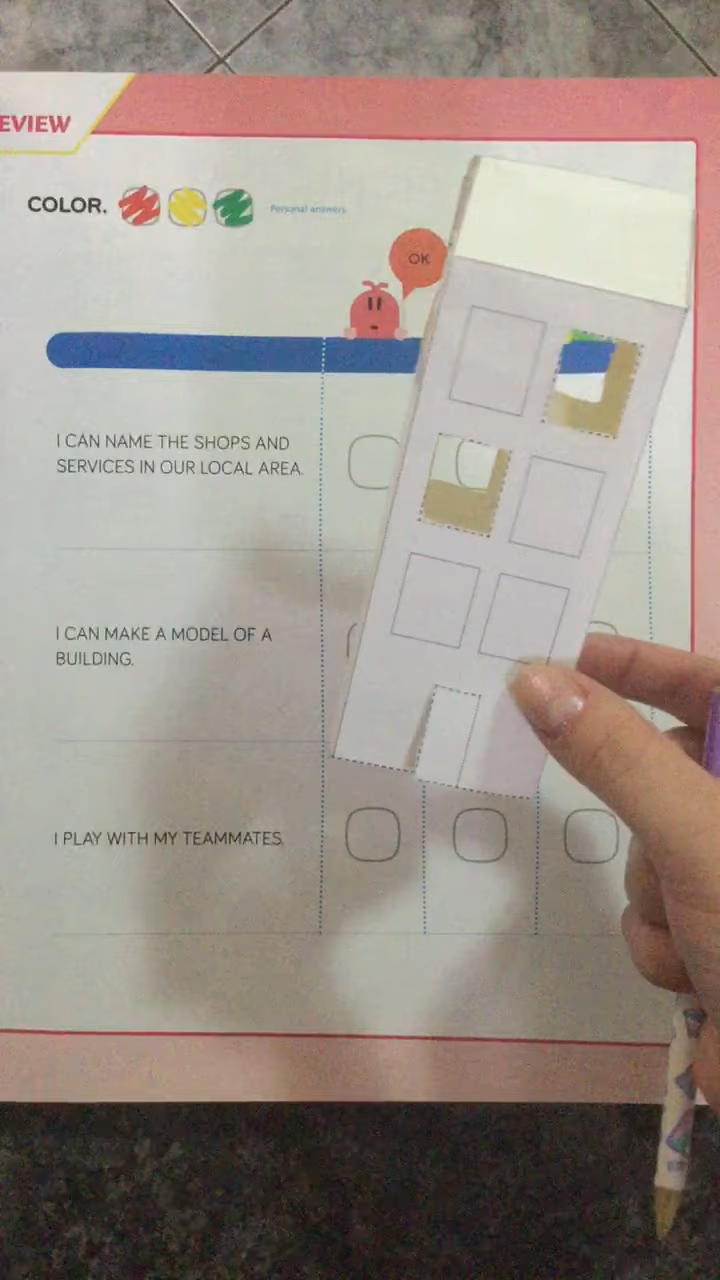 EVIEW
COLOR.
Personal answers.
OK
I CAN NAME THE SHOPS AND
SERVICES IN OUR LOCAL AREA.
I CAN MAKE A MODEL OF A
BUILDING.
I PLAY WITH MY TEAMMATES.